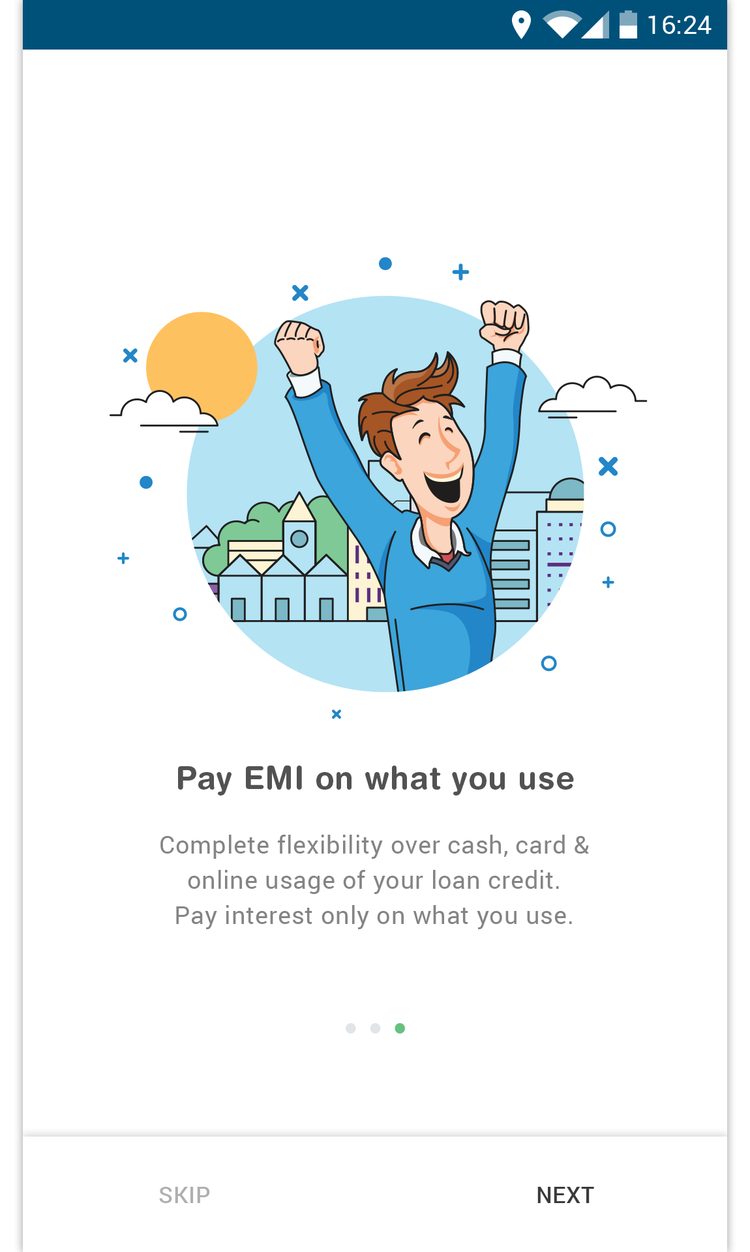 16:24
Pay EMI on what you use
Complete flexibility over cash, card &
online usage of your loan credit.
Pay interest only on what you use.
SKIP
NEXT